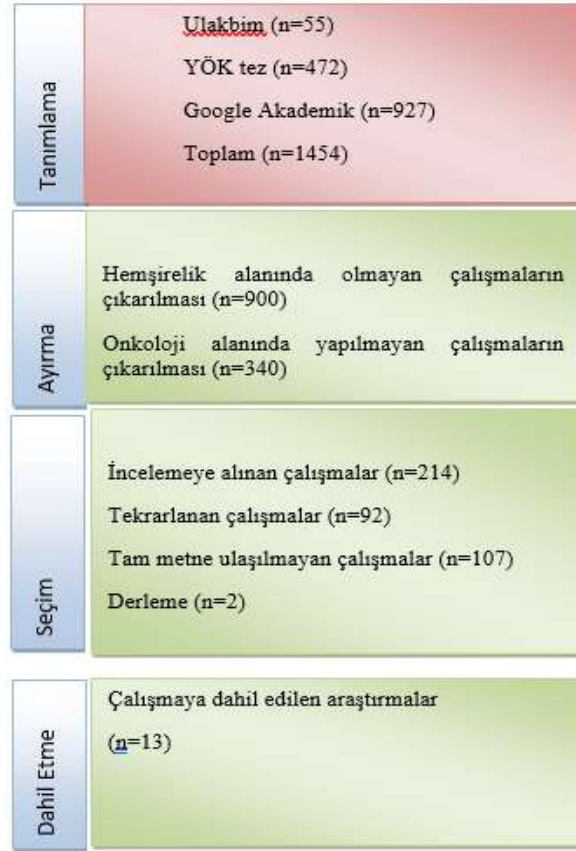 Tanımlama
Ulakbim (n=55)
YÖK tez (n=472)
Google Akademik (n=927)
Toplam (n=1454)
Ayırma
Hemşirelik alanında olmayan çalışmaların
çıkarılması (n=900)
Onkoloji alanında yapılmayan çalışmaların
çıkarılması (n=340)
Seçim
İncelemeye alınan çalışmalar (n=214)
Tekrarlanan çalışmalar (n=92)
Tam metne ulaşılmayan çalışmalar (n=107)
Derleme (n=2)
Dahil Etme
Çalışmaya dahil edilen araştırmalar
(n=13)